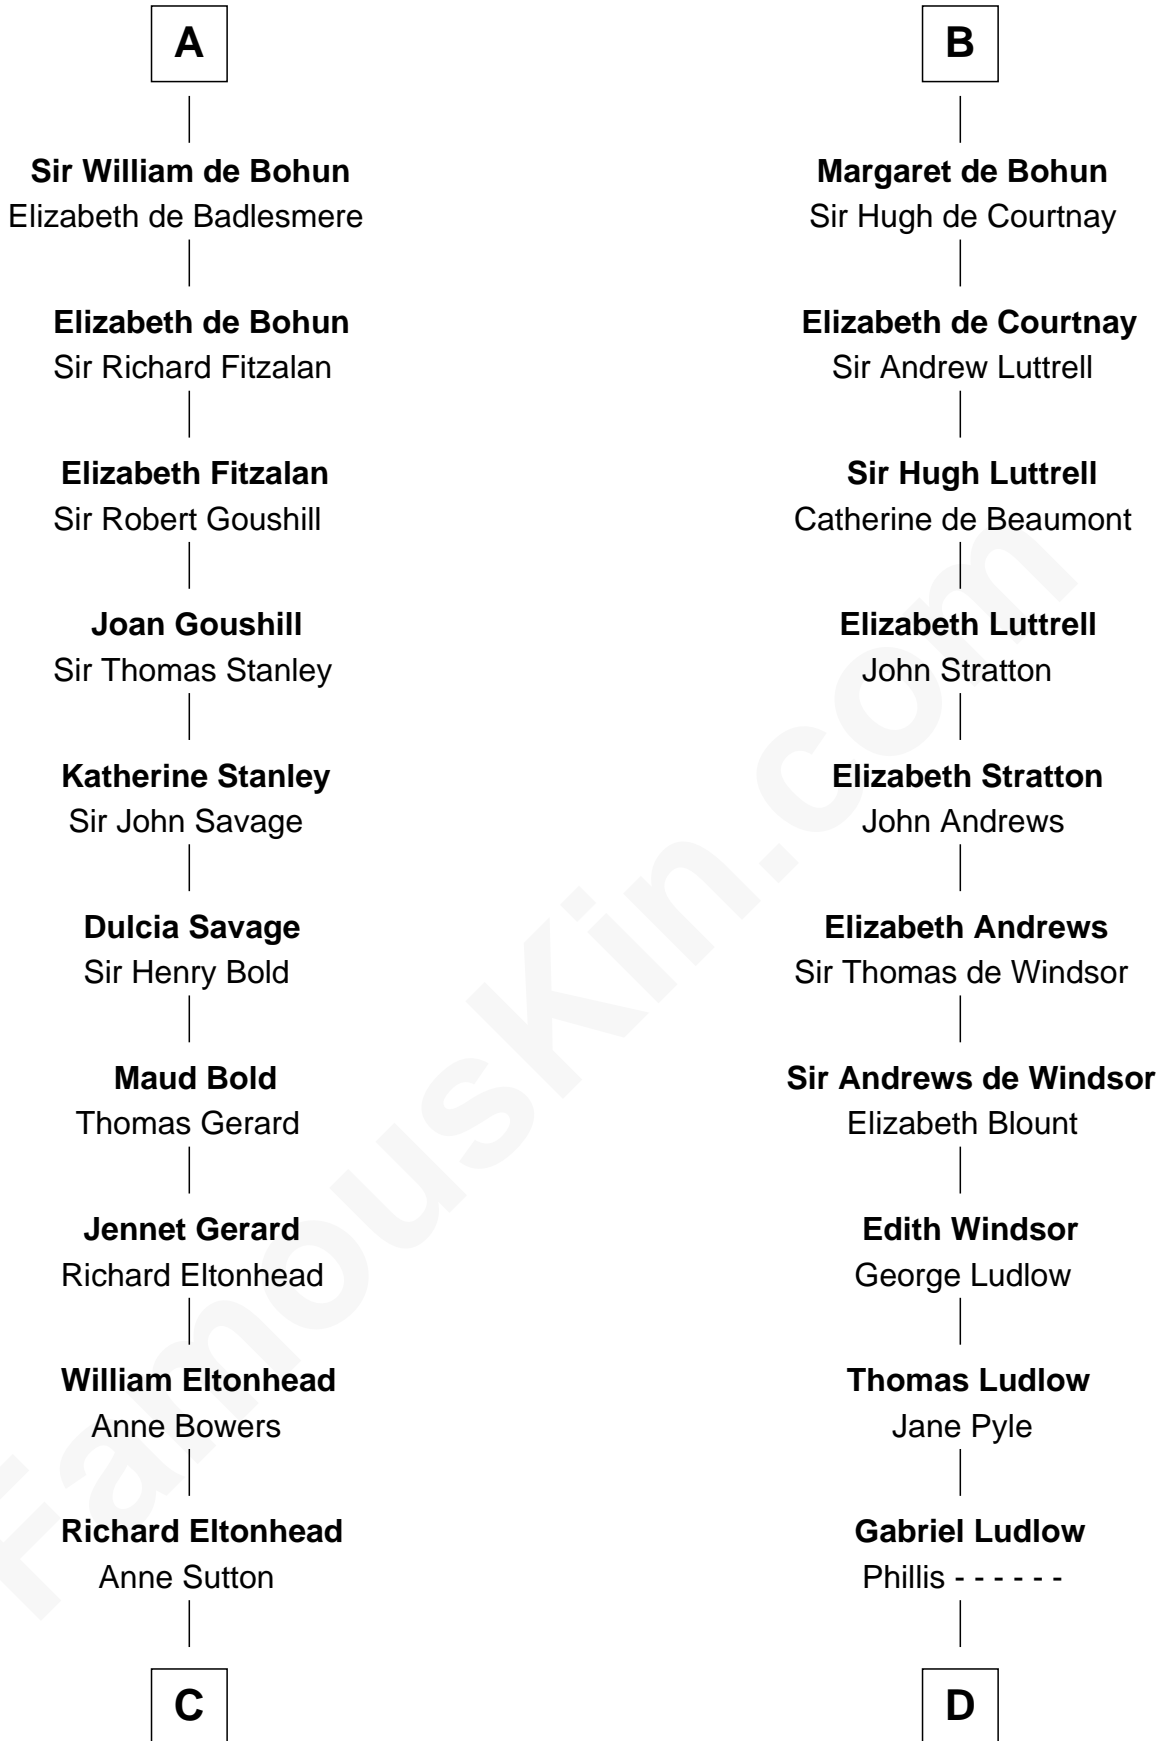 A
Sir William de Bohun
Elizabeth de Badlesmere
Elizabeth de Bohun
Sir Richard Fitzalan
Elizabeth Fitzalan
Sir Robert Goushill
Joan Goushill
Sir Thomas Stanley
Katherine Stanley
Sir John Savage
Dulcia Savage
Sir Henry Bold
Maud Bold
Thomas Gerard
Jennet Gerard
Richard Eltonhead
William Eltonhead
Anne Bowers
Richard Eltonhead
Anne Sutton
C
B
Margaret de Bohun
Sir Hugh de Courtnay
Elizabeth de Courtnay
Sir Andrew Luttrell
Sir Hugh Luttrell
Catherine de Beaumont
Elizabeth Luttrell
John Stratton
Elizabeth Stratton
John Andrews
Elizabeth Andrews
Sir Thomas de Windsor
Sir Andrews de Windsor
Elizabeth Blount
Edith Windsor
George Ludlow
Thomas Ludlow
Jane Pyle
Gabriel Ludlow
Phillis - - - - - -
D
FamousKin.com